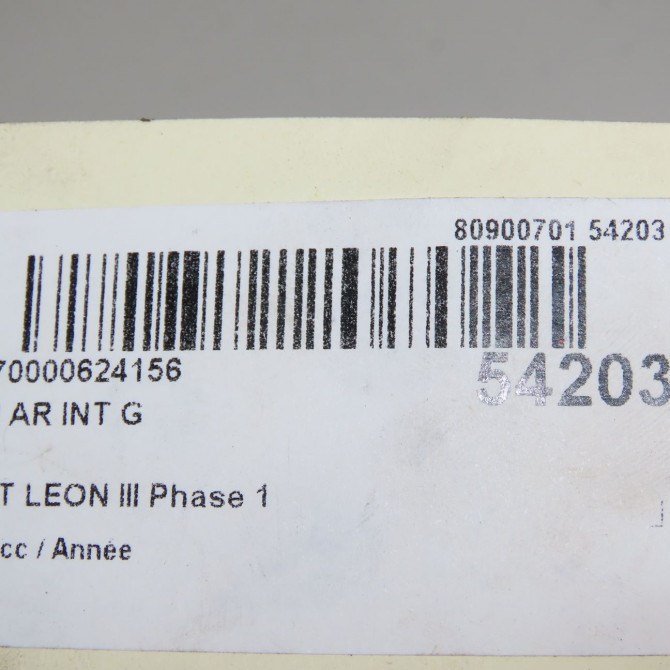 80900701 54203
70000624156
54203
AR INT G
T LEON III Phase 1
cc / Année